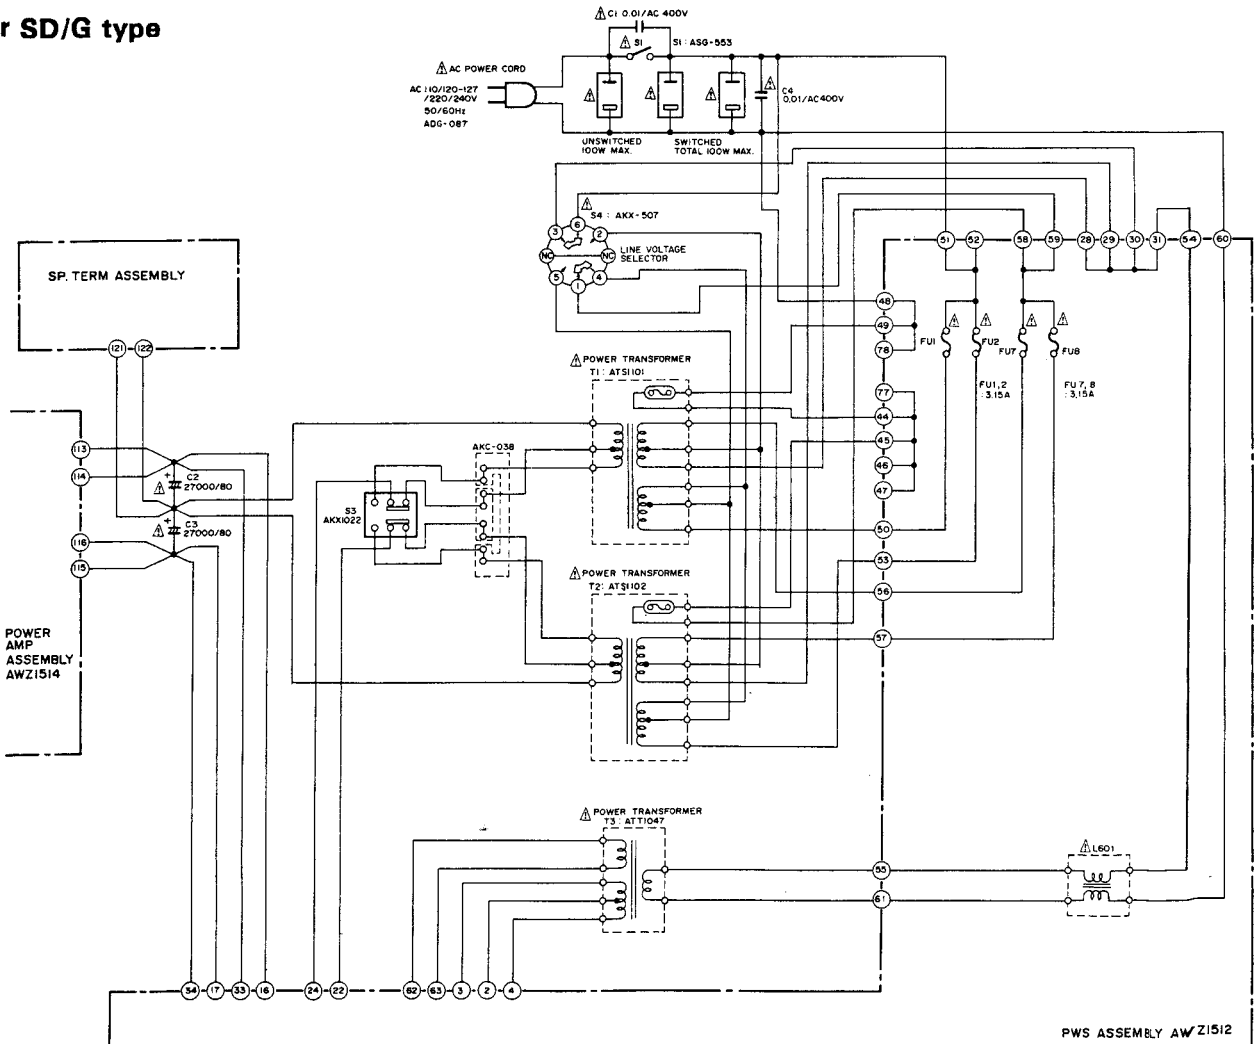 r SD/G type
C1 0.01/AC 400V
S1
S1 : ASG-553
AC POWER CORD
AC 110/120-127
/220/240V
50/60Hz
ADG-087
C4
0.01/AC400V
UNSWITCHED
100W MAX.
SWITCHED
TOTAL 100W MAX.
S4 : AKX-507
3
6
2
NC
NC
5
4
1
LINE VOLTAGE
SELECTOR
51
52
58
59
28
29
30
31
54
60
SP. TERM ASSEMBLY
121
122
48
49
78
77
44
45
46
47
50
53
56
57
FU1
FU2
FU7
FU8
FU1,2
: 3.15A
FU7, 8
: 3.15A
POWER TRANSFORMER
T1: ATS1101
113
114
116
115
+
C2
27000/80
+
C3
27000/80
AKC-038
S3
AKX1022
POWER TRANSFORMER
T2: ATS1102
POWER
AMP
ASSEMBLY
AWZ1514
POWER TRANSFORMER
T3 : ATT1047
55
61
L601
34
17
33
16
24
22
62
63
3
2
4
PWS ASSEMBLY AWZ1512